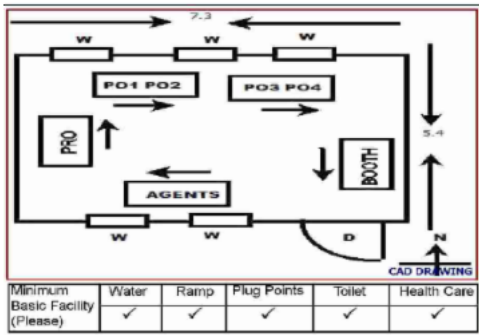 7.3
W W W
PO1 PO2 PO3 PO4
5.4
PRO
BOOTH
AGENTS
W W D N
CAD DRAWING
Minimum Basic Facility (Please) Water Ramp Plug Points Toilet Health Care
✓ ✓ ✓ ✓ ✓